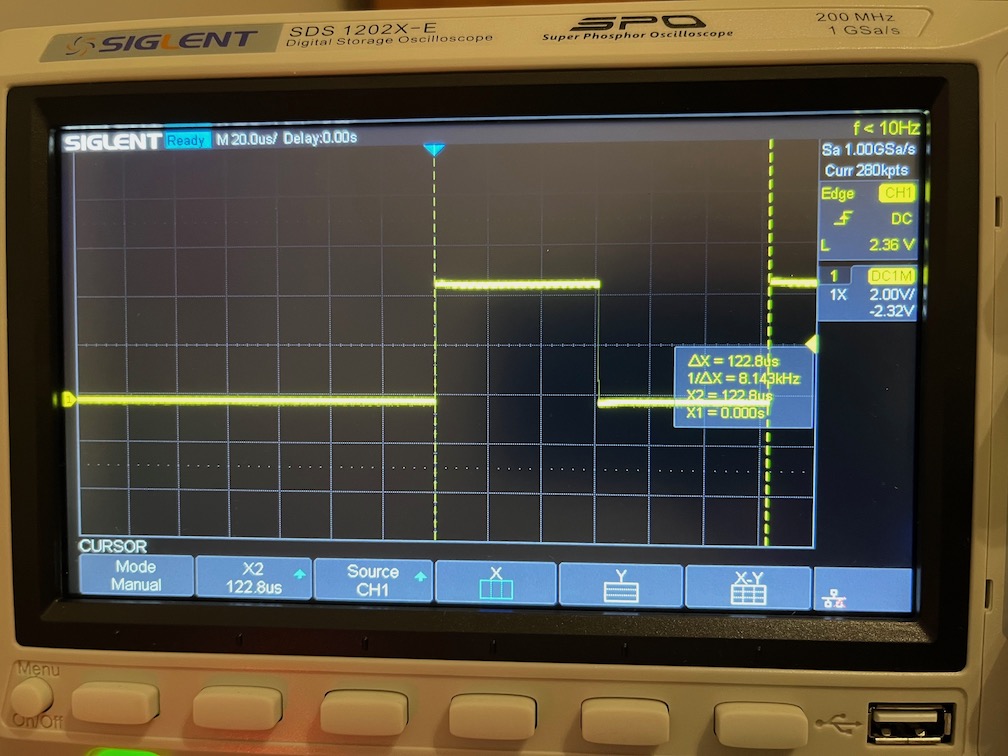 SIGLENT SDS 1202X-E
Digital Storage Oscilloscope
SPO
Super Phosphor Oscilloscope
200 MHz
1 GSa/s
SIGLENT Ready M 20.0us/ Delay:0.00s
f < 10Hz
Sa 1.00GSa/s
Curr 280kpts
Edge CH1
DC
L 2.36 V
1 DC1M
1X 2.00V/
-2.32V
ΔX = 122.8us
1/ΔX = 8.143kHz
X2 = 122.8us
X1 = 0.000s
CURSOR
Mode
Manual
X2
122.8us
Source
CH1
X
Y
X-Y
Menu
On/Off